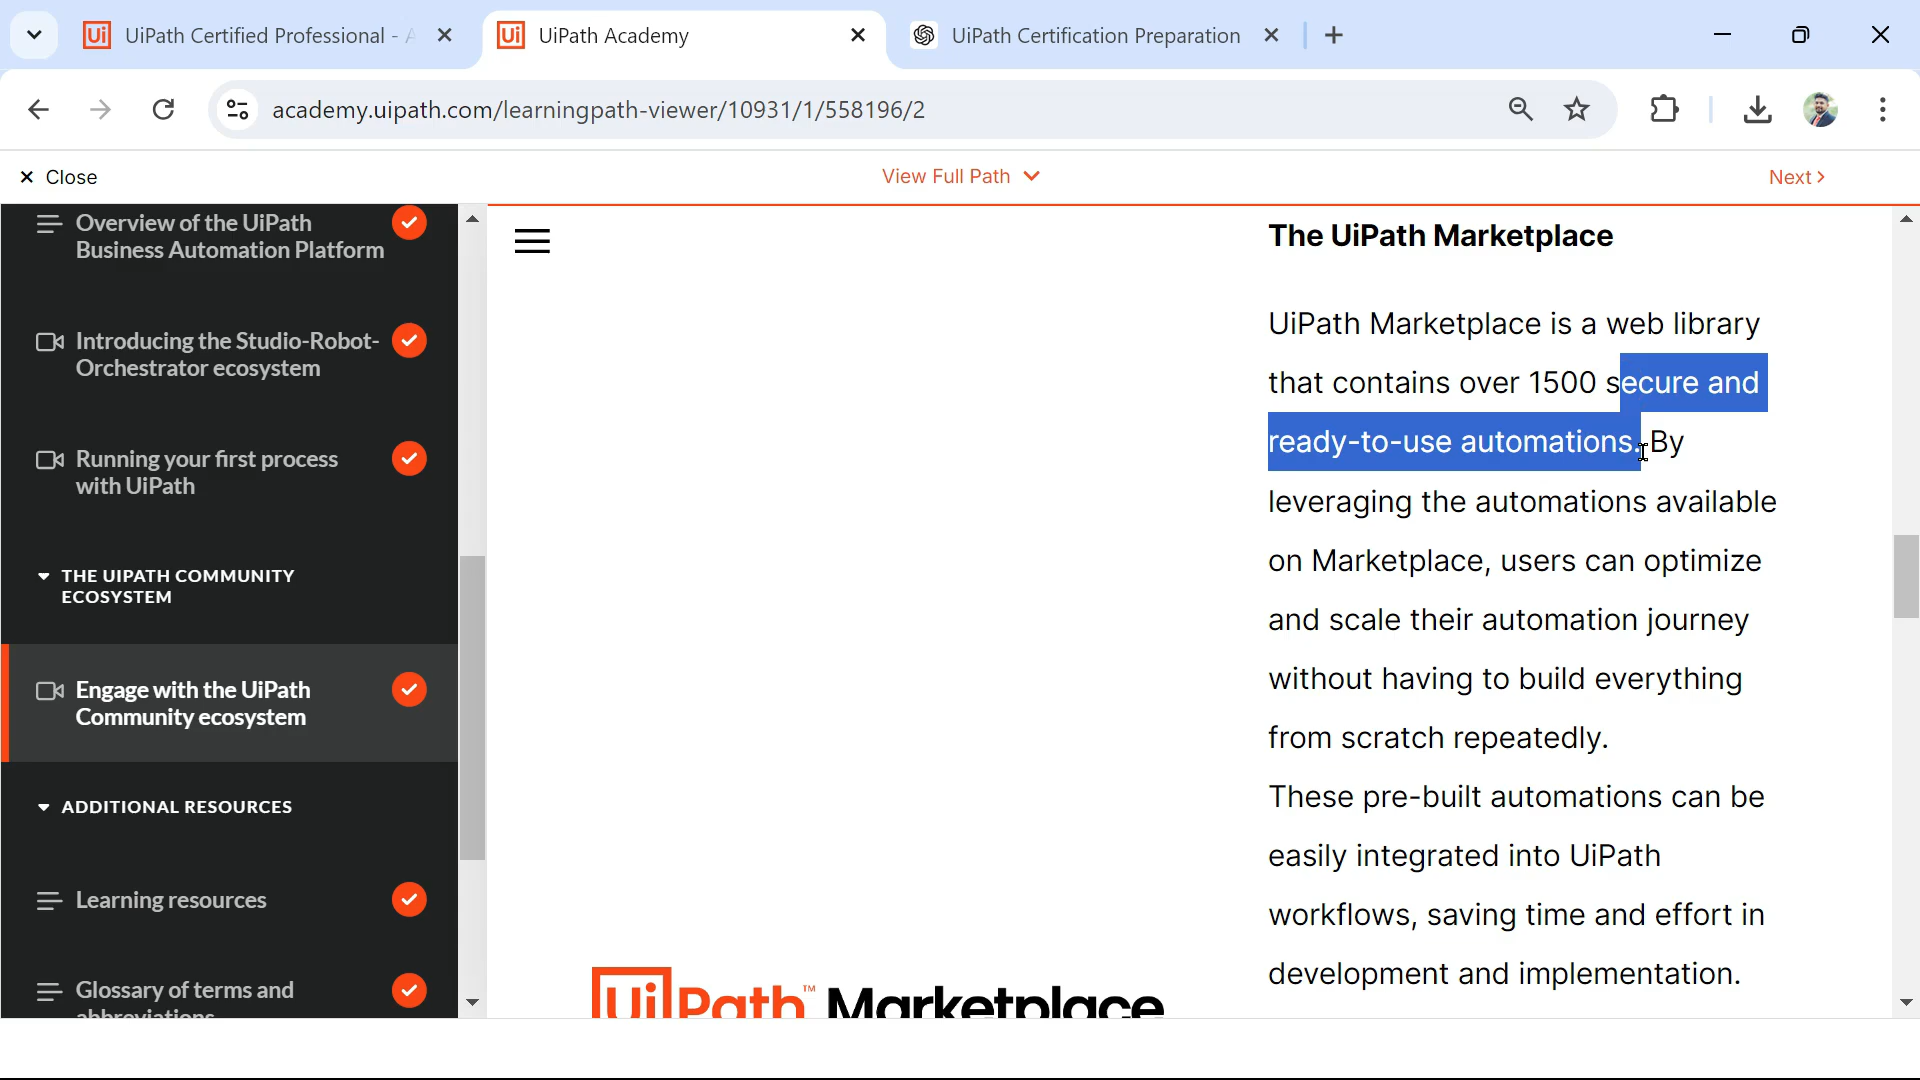 UiPath Certified Professional - A
UiPath Academy
UiPath Certification Preparation
academy.uipath.com/learningpath-viewer/10931/1/558196/2
Close
View Full Path
Next
Overview of the UiPath
Business Automation Platform
Introducing the Studio-Robot-
Orchestrator ecosystem
Running your first process
with UiPath
THE UIPATH COMMUNITY
ECOSYSTEM
Engage with the UiPath
Community ecosystem
ADDITIONAL RESOURCES
Learning resources
Glossary of terms and
abbreviations
The UiPath Marketplace
UiPath Marketplace is a web library
that contains over 1500 secure and
ready-to-use automations. By
leveraging the automations available
on Marketplace, users can optimize
and scale their automation journey
without having to build everything
from scratch repeatedly.
These pre-built automations can be
easily integrated into UiPath
workflows, saving time and effort in
development and implementation.
UiPath™ Marketplace